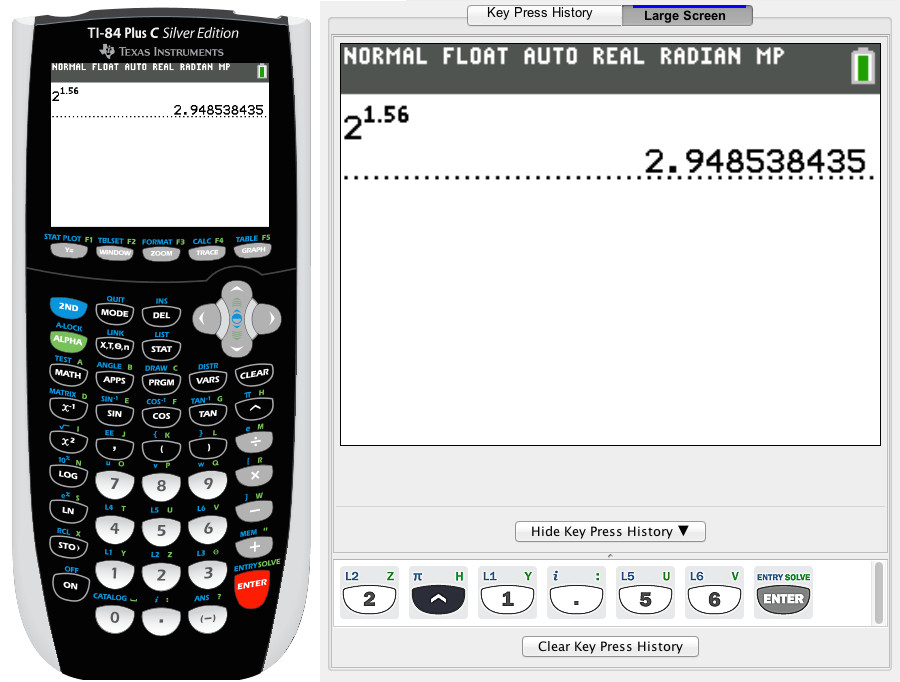 TI-84 Plus C Silver Edition
TEXAS INSTRUMENTS
NORMAL FLOAT AUTO REAL RADIAN MP
2^1.56
2.948538435
STAT PLOT F1 TBLSET F2 FORMAT F3 CALC F4 TABLE F5
Y= WINDOW ZOOM TRACE GRAPH
QUIT INS
2ND MODE DEL
A-LOCK LINK LIST
ALPHA X,T,Θ,n STAT
TEST A ANGLE B DRAW C DISTR
MATH APPS PRGM VARS CLEAR
MATRIX D SIN⁻¹ E COS⁻¹ F TAN⁻¹ G π H
x⁻¹ SIN COS TAN ^
√ I EE J { K } L e M
x² , ( ) ÷
10ˣ N u O v P w Q [ R
LOG 7 8 9 ×
eˣ S L4 T L5 U L6 V ] W
LN 4 5 6 −
RCL X L1 Y L2 Z L3 θ MEM "
STO› 1 2 3 +
OFF CATALOG ⎵ i : ANS ? ENTRY SOLVE
ON 0 . (−) ENTER
Key Press History
Large Screen
NORMAL FLOAT AUTO REAL RADIAN MP
2^1.56
2.948538435
Hide Key Press History ▼
L2 Z π H L1 Y i : L5 U L6 V ENTRY SOLVE
2 ^ 1 . 5 6 ENTER
Clear Key Press History